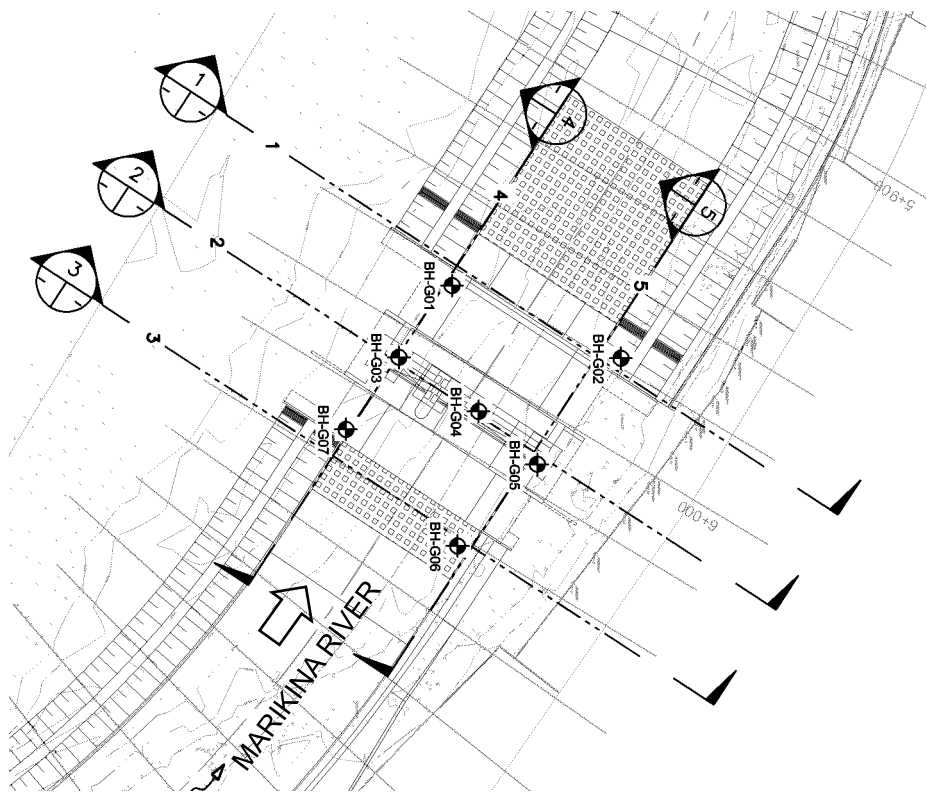 1
2
3
4
5
1
2
3
4
5
BH-G01
BH-G02
BH-G03
BH-G04
BH-G05
BH-G06
BH-G07
5+900
6+000
MARIKINA RIVER